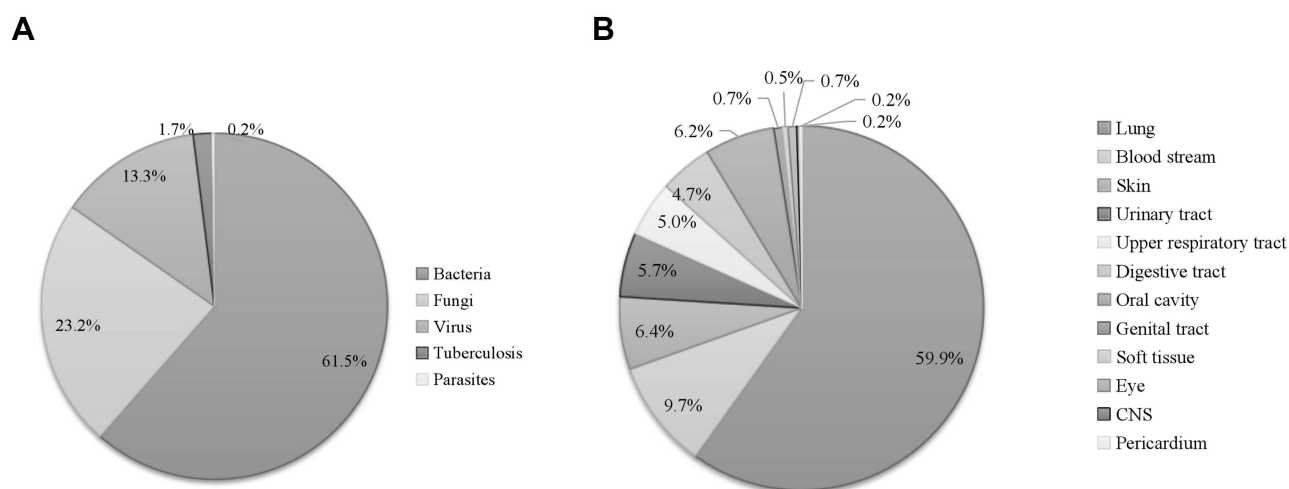 A
B
1.7%
0.2%
13.3%
23.2%
61.5%
Bacteria
Fungi
Virus
Tuberculosis
Parasites
0.5%
0.7%
0.7%
0.2%
0.2%
6.2%
4.7%
5.0%
5.7%
6.4%
9.7%
59.9%
Lung
Blood stream
Skin
Urinary tract
Upper respiratory tract
Digestive tract
Oral cavity
Genital tract
Soft tissue
Eye
CNS
Pericardium